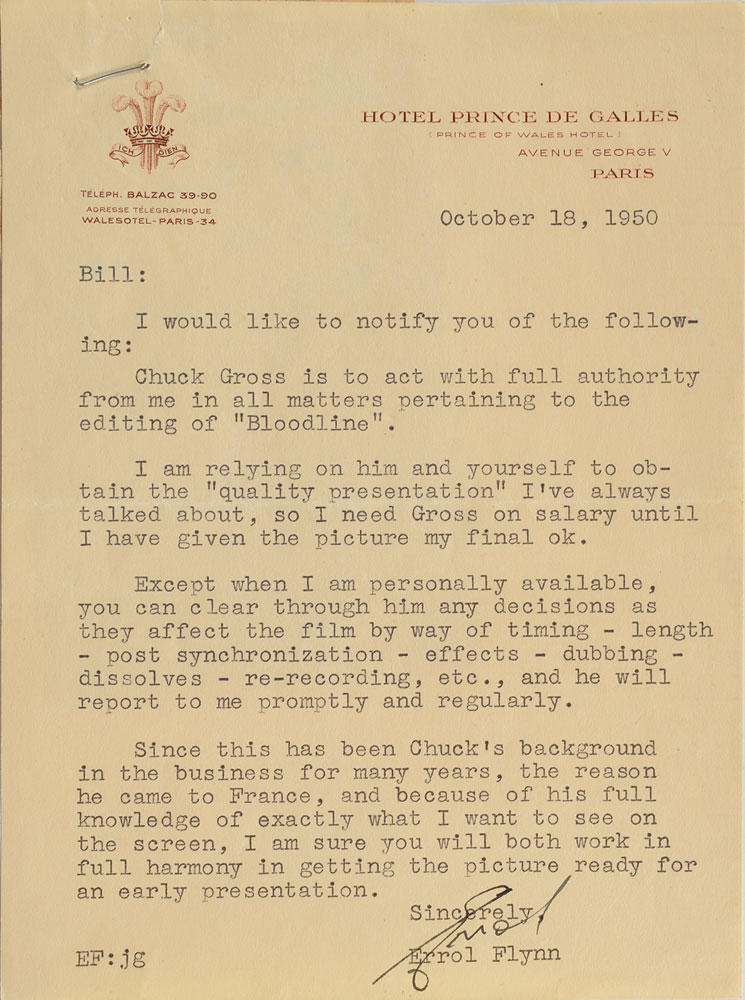 ICH DIEN
HOTEL PRINCE DE GALLES
( PRINCE OF WALES HOTEL )
AVENUE GEORGE V
PARIS
TÉLÉPH. BALZAC 39-90
ADRESSE TÉLÉGRAPHIQUE
WALESOTEL-PARIS-34
October 18, 1950
Bill:
I would like to notify you of the follow-
ing:
Chuck Gross is to act with full authority
from me in all matters pertaining to the
editing of "Bloodline".
I am relying on him and yourself to ob-
tain the "quality presentation" I've always
talked about, so I need Gross on salary until
I have given the picture my final ok.
Except when I am personally available,
you can clear through him any decisions as
they affect the film by way of timing - length
- post synchronization - effects - dubbing -
dissolves - re-recording, etc., and he will
report to me promptly and regularly.
Since this has been Chuck's background
in the business for many years, the reason
he came to France, and because of his full
knowledge of exactly what I want to see on
the screen, I am sure you will both work in
full harmony in getting the picture ready for
an early presentation.
Sincerely,
Errol
EF:jg
Errol Flynn